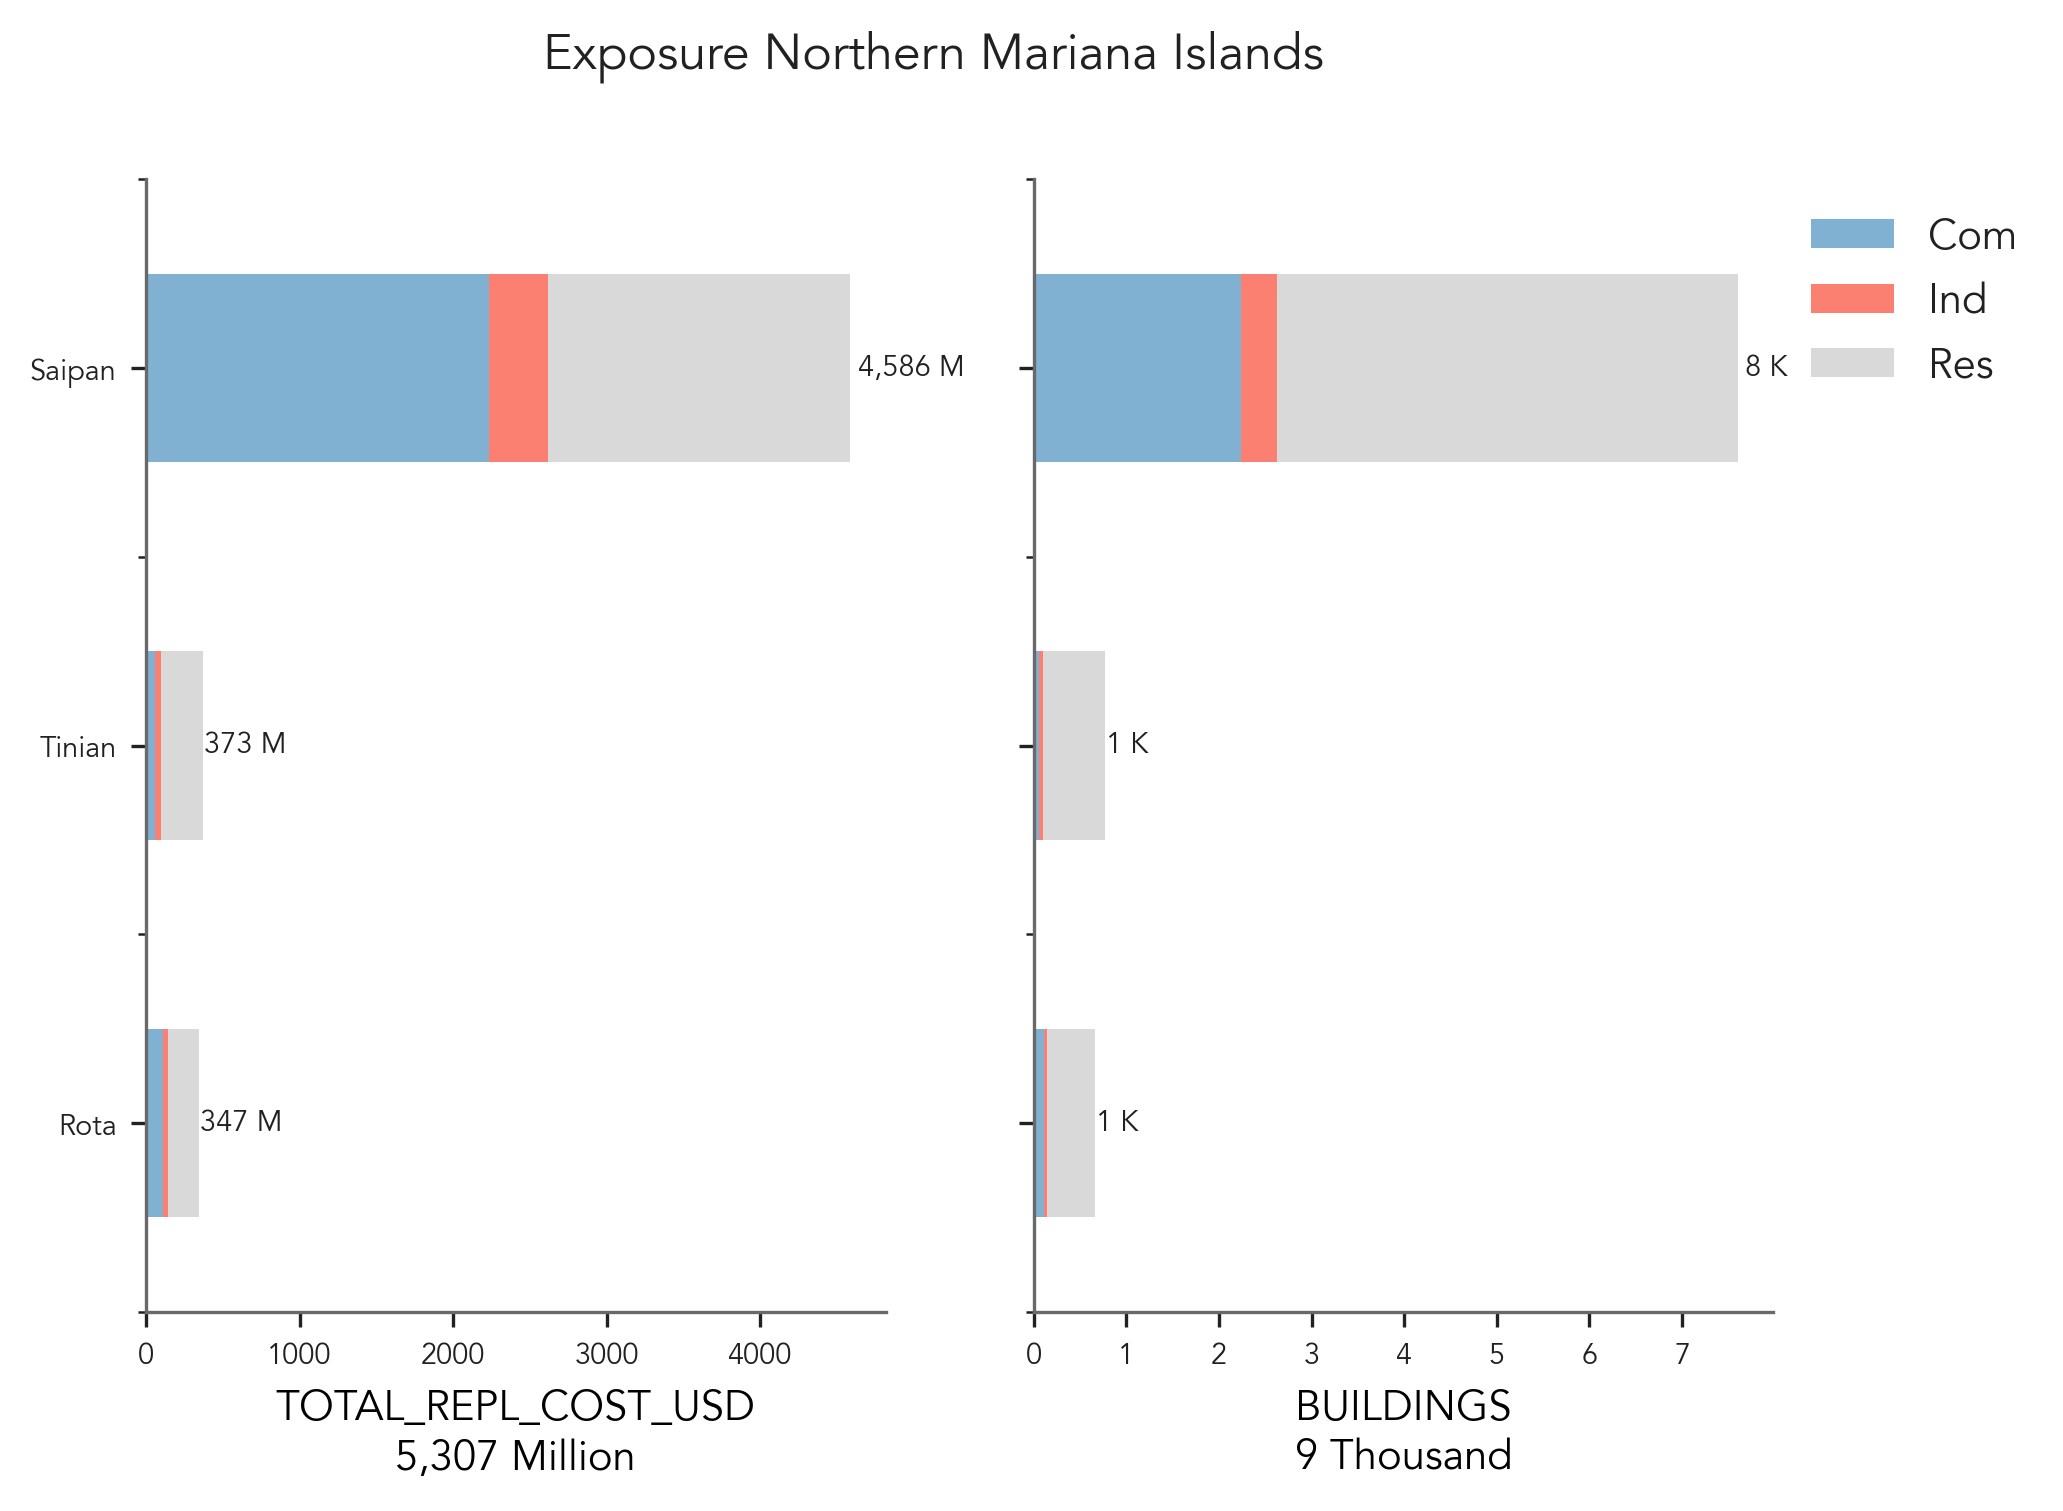 Exposure Northern Mariana Islands
Com
Ind
Res
Saipan
4,586 M
8 K
Tinian
373 M
1 K
Rota
347 M
1 K
0 1000 2000 3000 4000
0 1 2 3 4 5 6 7
TOTAL_REPL_COST_USD
5,307 Million
BUILDINGS
9 Thousand